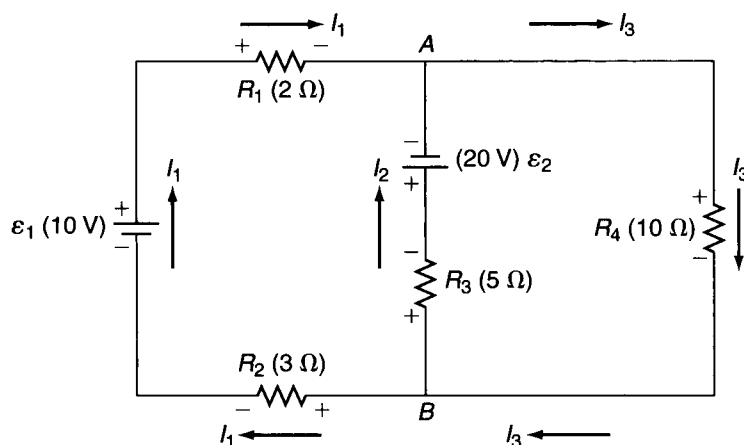 I₁
I₃
+ − A
R₁ (2 Ω)
−
(20 V) ε₂
+
I₁
I₂
I₃
+
ε₁ (10 V)
−
+
R₄ (10 Ω)
−
−
R₃ (5 Ω)
+
R₂ (3 Ω)
− + B
I₁
I₃